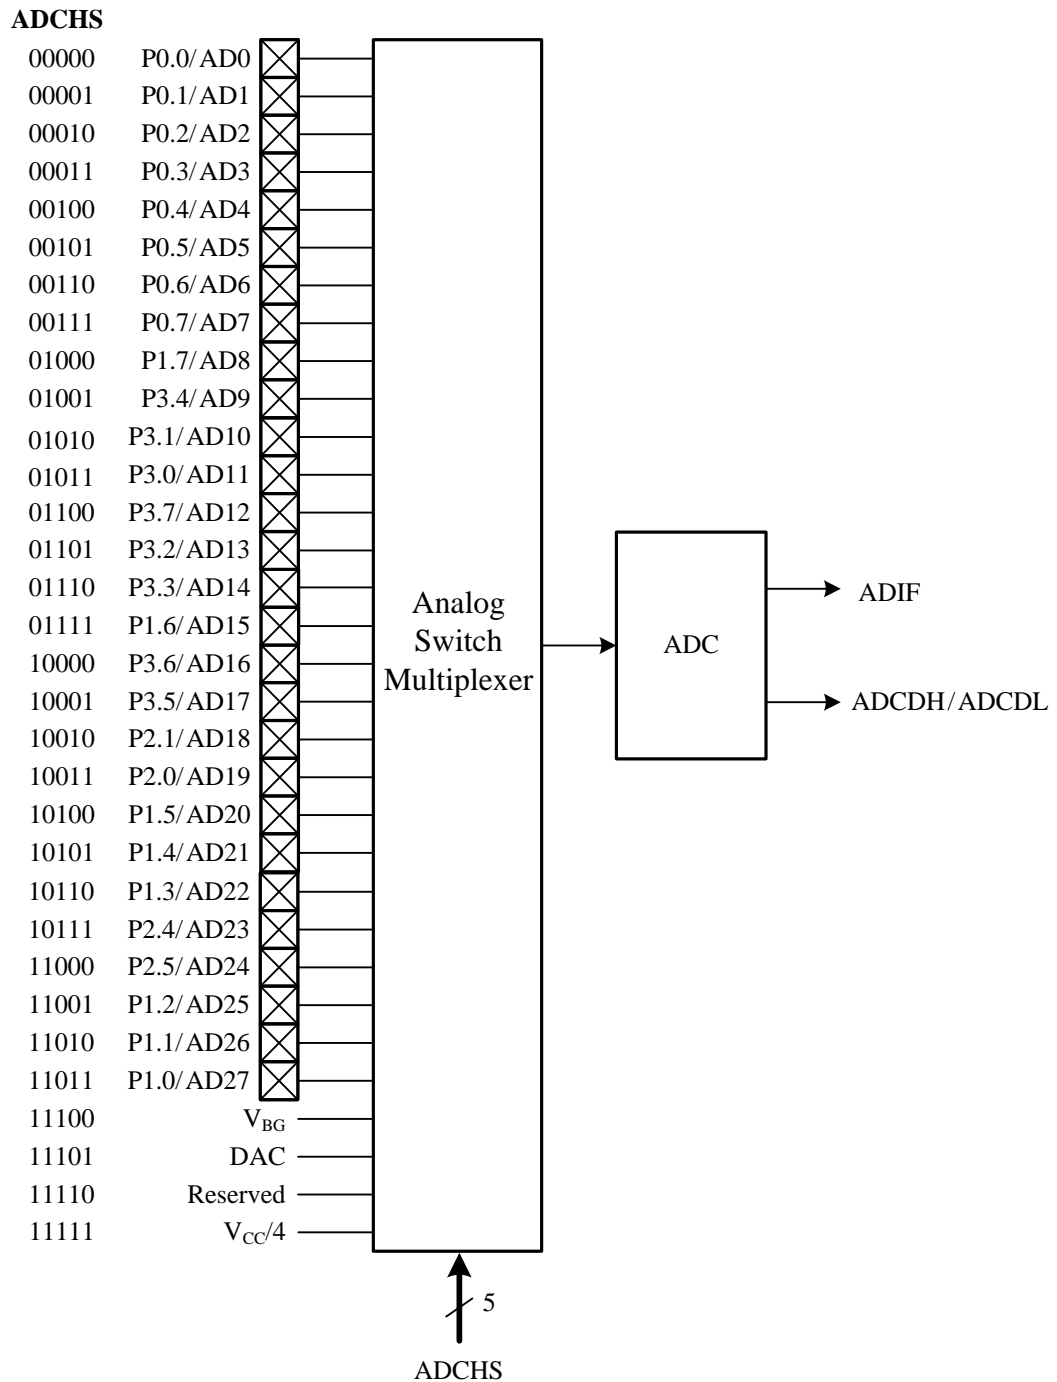 ADCHS
00000 P0.0/AD0
00001 P0.1/AD1
00010 P0.2/AD2
00011 P0.3/AD3
00100 P0.4/AD4
00101 P0.5/AD5
00110 P0.6/AD6
00111 P0.7/AD7
01000 P1.7/AD8
01001 P3.4/AD9
01010 P3.1/AD10
01011 P3.0/AD11
01100 P3.7/AD12
01101 P3.2/AD13
01110 P3.3/AD14
01111 P1.6/AD15
10000 P3.6/AD16
10001 P3.5/AD17
10010 P2.1/AD18
10011 P2.0/AD19
10100 P1.5/AD20
10101 P1.4/AD21
10110 P1.3/AD22
10111 P2.4/AD23
11000 P2.5/AD24
11001 P1.2/AD25
11010 P1.1/AD26
11011 P1.0/AD27
11100 VBG
11101 DAC
11110 Reserved
11111 VCC/4
Analog
Switch
Multiplexer
ADC
ADIF
ADCDH/ADCDL
5
ADCHS